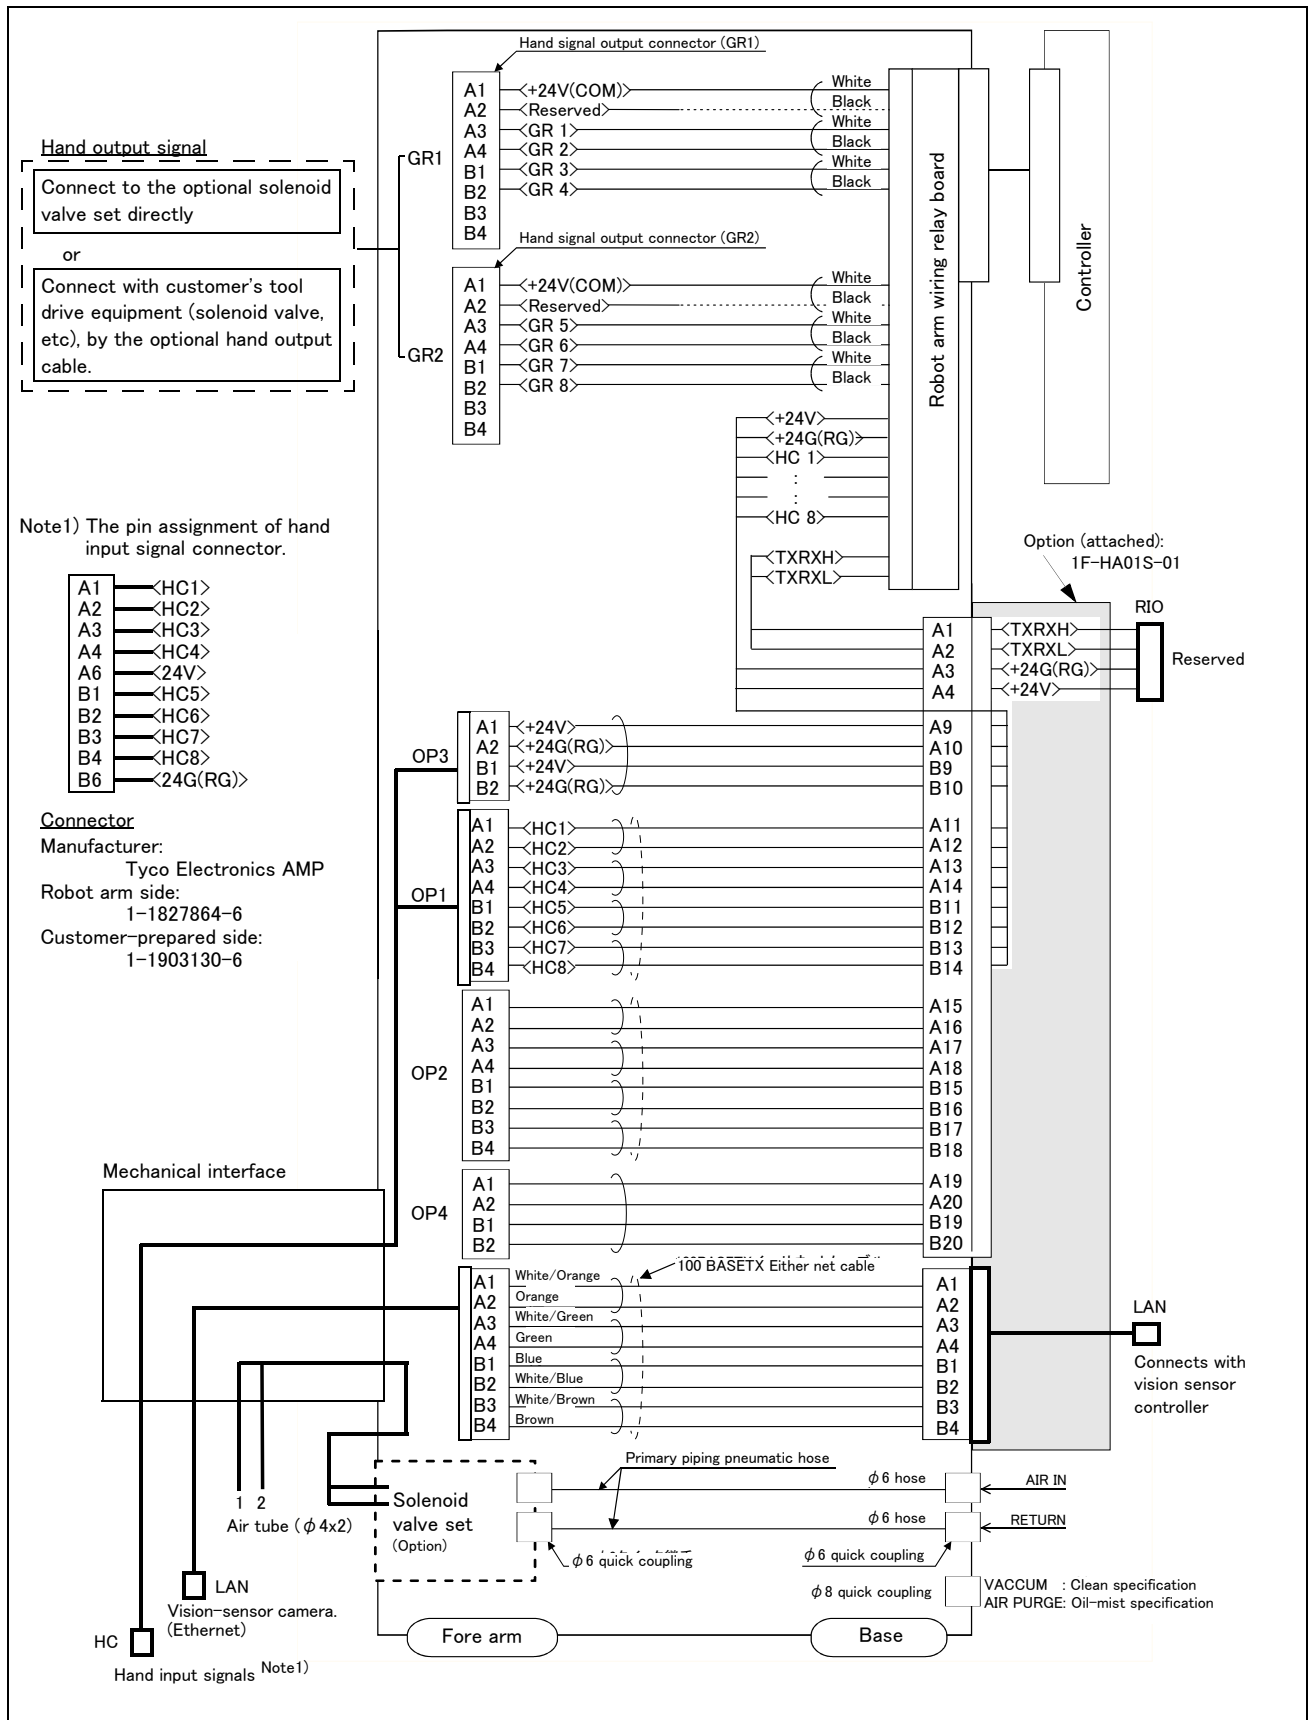 Hand signal output connector (GR1)
A1 <+24V(COM)> White
A2 <Reserved> Black
A3 <GR 1> White
A4 <GR 2> Black
B1 <GR 3> White
B2 <GR 4> Black
B3
B4
GR1
Hand output signal
Connect to the optional solenoid
valve set directly
or
Connect with customer's tool
drive equipment (solenoid valve,
etc), by the optional hand output
cable.
Hand signal output connector (GR2)
A1 <+24V(COM)> White
A2 <Reserved> Black
A3 <GR 5> White
A4 <GR 6> Black
B1 <GR 7> White
B2 <GR 8> Black
B3
B4
GR2
Robot arm wiring relay board
Controller
<+24V>
<+24G(RG)>
<HC 1>
:
:
<HC 8>
<TXRXH>
<TXRXL>
Note1) The pin assignment of hand
input signal connector.
A1 <HC1>
A2 <HC2>
A3 <HC3>
A4 <HC4>
A6 <24V>
B1 <HC5>
B2 <HC6>
B3 <HC7>
B4 <HC8>
B6 <24G(RG)>
Connector
Manufacturer:
Tyco Electronics AMP
Robot arm side:
1-1827864-6
Customer-prepared side:
1-1903130-6
Option (attached):
1F-HA01S-01
RIO
A1 <TXRXH>
A2 <TXRXL>
A3 <+24G(RG)>
A4 <+24V>
Reserved
OP3
A1 <+24V> A9
A2 <+24G(RG)> A10
B1 <+24V> B9
B2 <+24G(RG)> B10
OP1
A1 <HC1> A11
A2 <HC2> A12
A3 <HC3> A13
A4 <HC4> A14
B1 <HC5> B11
B2 <HC6> B12
B3 <HC7> B13
B4 <HC8> B14
OP2
A1 A15
A2 A16
A3 A17
A4 A18
B1 B15
B2 B16
B3 B17
B4 B18
Mechanical interface
OP4
A1 A19
A2 A20
B1 B19
B2 B20
100 BASETX Either net cable
A1 White/Orange A1
A2 Orange A2
A3 White/Green A3
A4 Green A4
B1 Blue B1
B2 White/Blue B2
B3 White/Brown B3
B4 Brown B4
LAN
Connects with
vision sensor
controller
Primary piping pneumatic hose
φ6 hose
AIR IN
φ6 hose
RETURN
1 2
Air tube (φ4x2)
Solenoid
valve set
(Option)
φ6 quick coupling
φ6 quick coupling
φ8 quick coupling
VACCUM : Clean specification
AIR PURGE: Oil-mist specification
LAN
Vision-sensor camera.
(Ethernet)
HC
Hand input signals Note1)
Fore arm
Base